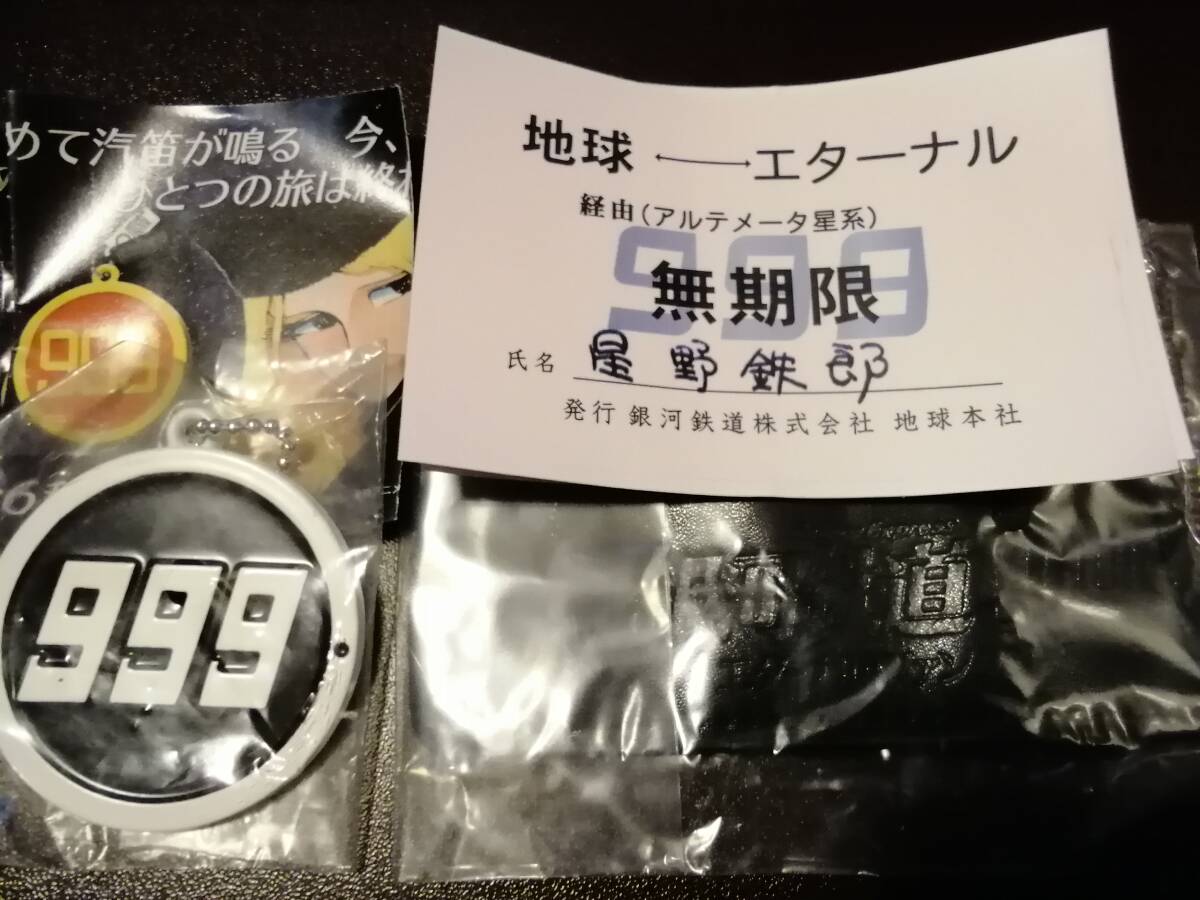 めて汽笛が鳴る 今、
ひとつの旅は終わ
999
999
地球 ←→ エターナル
経由(アルテメータ星系)
999
無期限
氏名 星野鉄郎
発行 銀河鉄道株式会社 地球本社
Express
道